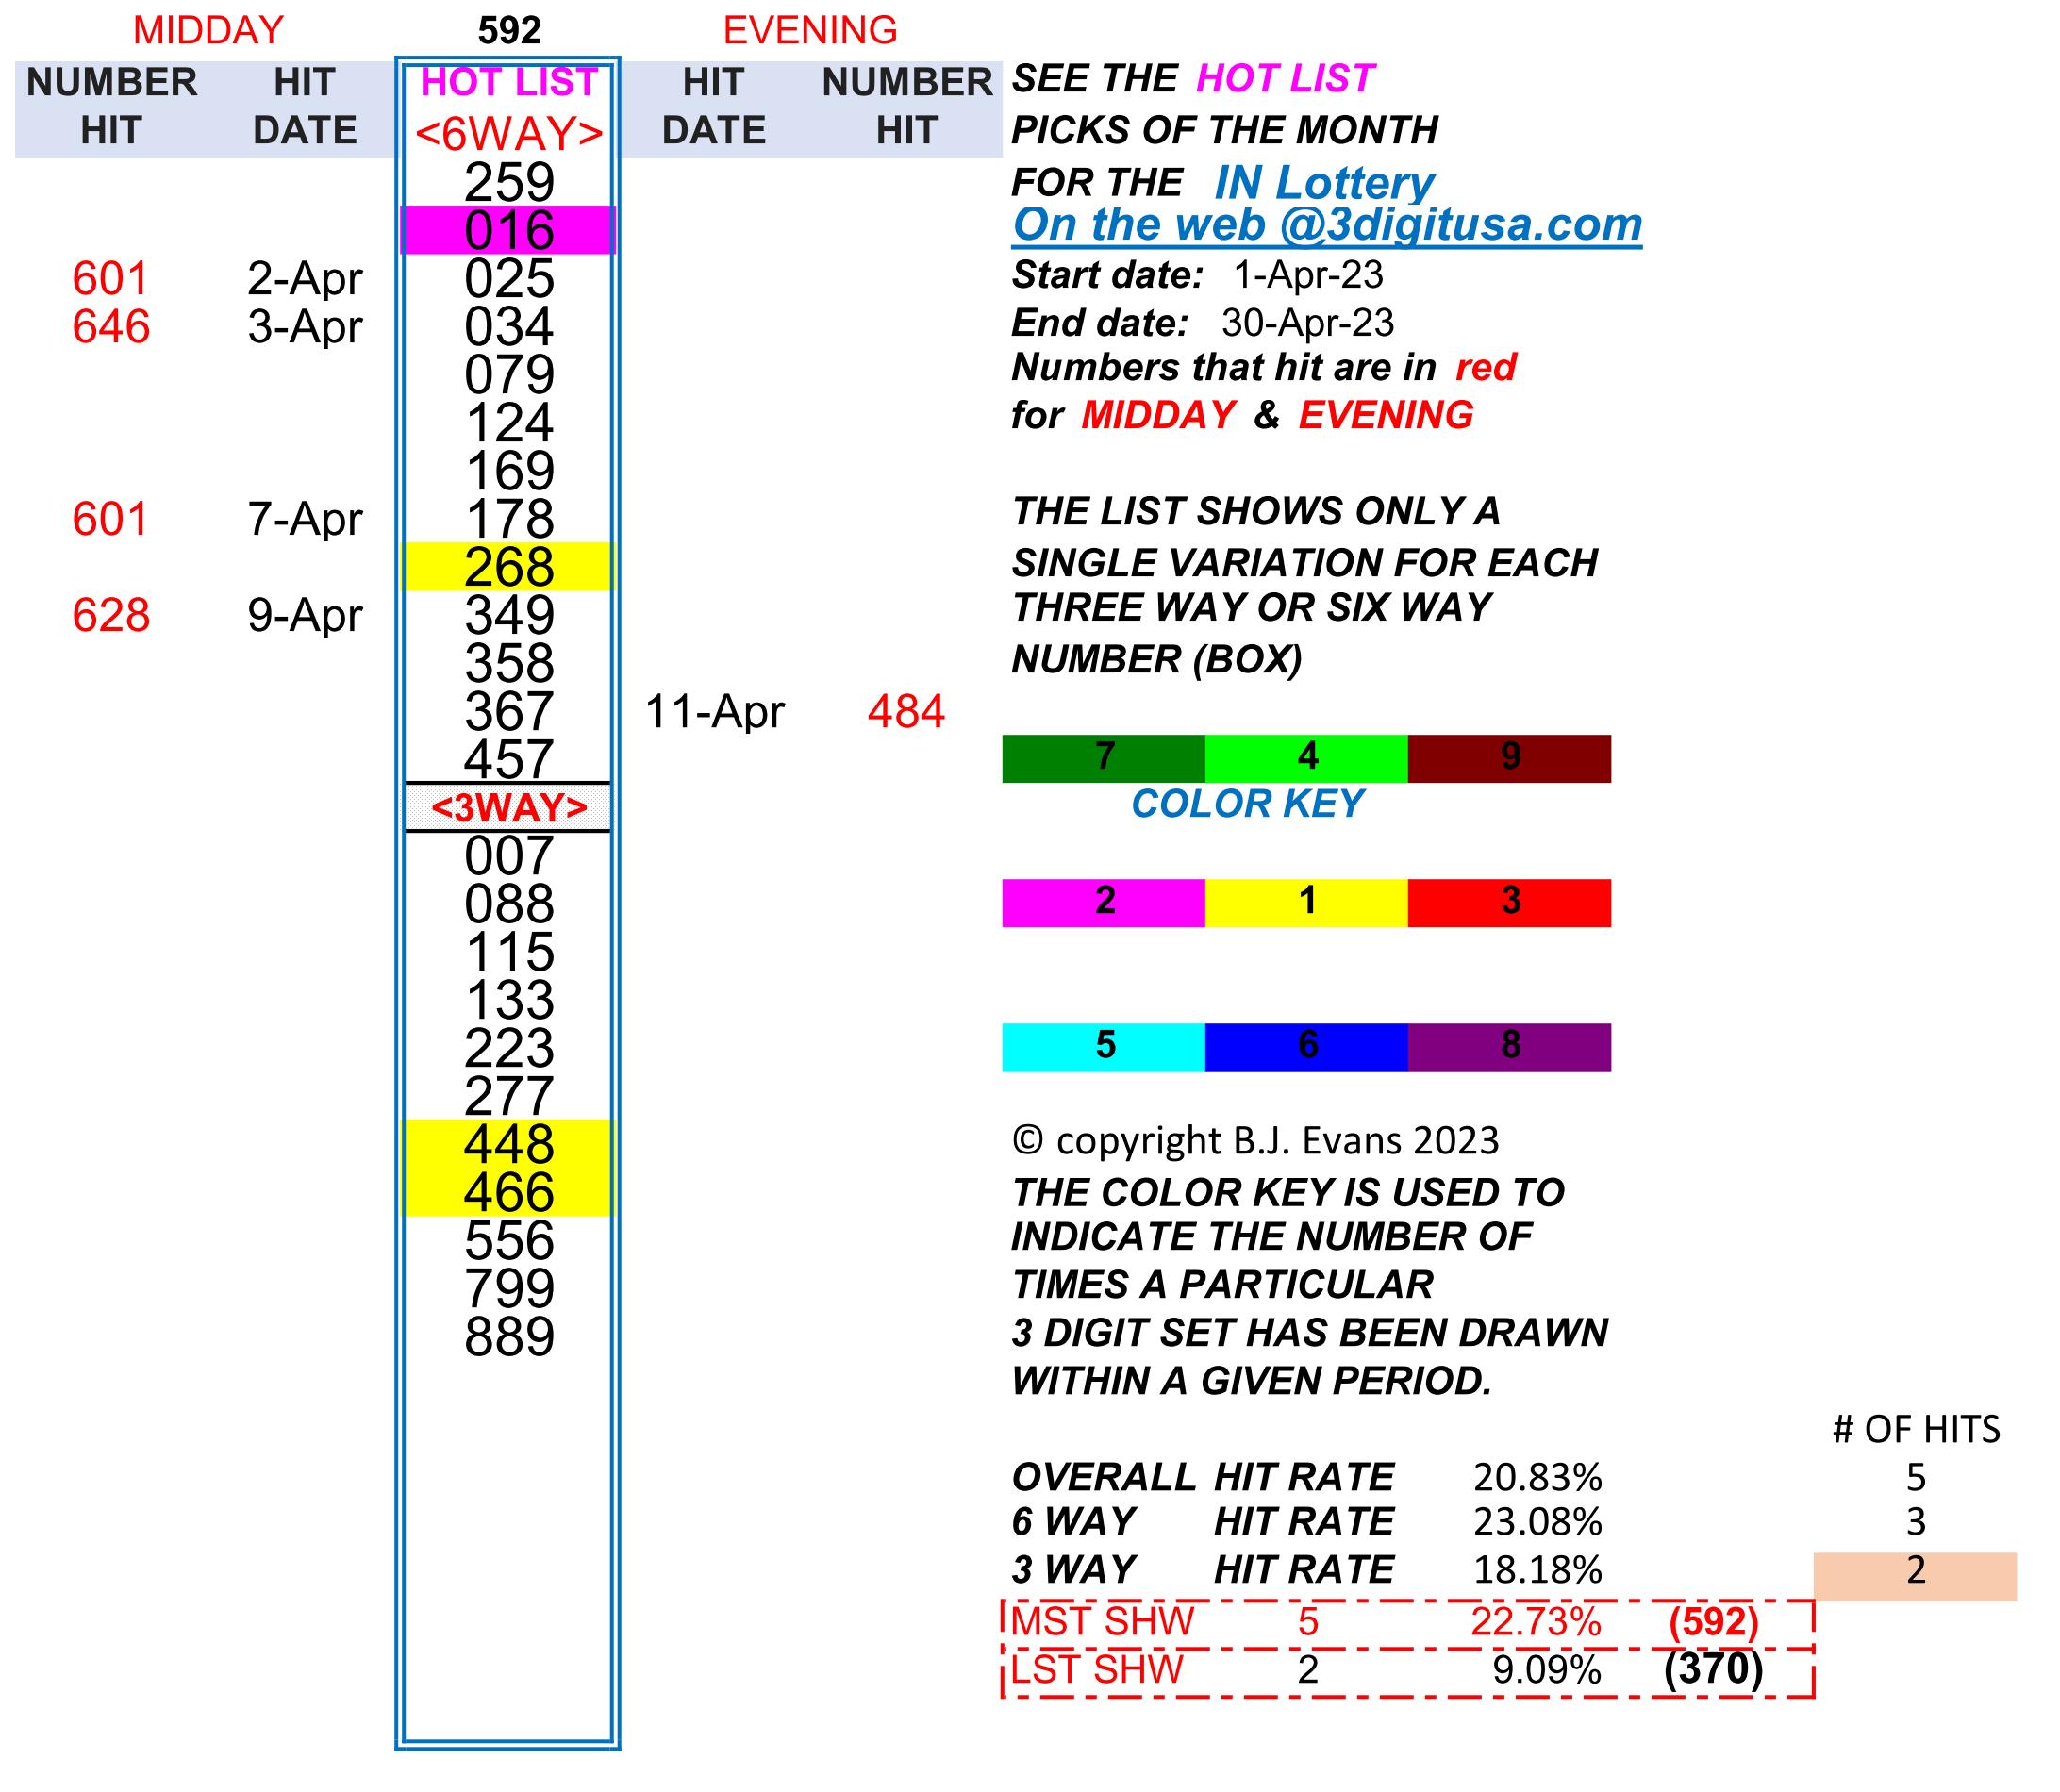 MIDDAY 592 EVENING
NUMBER HIT HOT LIST HIT NUMBER SEE THE HOT LIST
HIT DATE <6WAY> DATE HIT PICKS OF THE MONTH
259 FOR THE IN Lottery
016 On the web @3digitusa.com
601 2-Apr 025 Start date: 1-Apr-23
646 3-Apr 034 End date: 30-Apr-23
079 Numbers that hit are in red
124 for MIDDAY & EVENING
169
601 7-Apr 178 THE LIST SHOWS ONLY A
268 SINGLE VARIATION FOR EACH
628 9-Apr 349 THREE WAY OR SIX WAY
358 NUMBER (BOX)
367 11-Apr 484
457 7 4 9
<3WAY> COLOR KEY
007
088 2 1 3
115
133
223 5 6 8
277
448 © copyright B.J. Evans 2023
466 THE COLOR KEY IS USED TO
556 INDICATE THE NUMBER OF
799 TIMES A PARTICULAR
889 3 DIGIT SET HAS BEEN DRAWN
WITHIN A GIVEN PERIOD.
# OF HITS
OVERALL HIT RATE 20.83% 5
6 WAY HIT RATE 23.08% 3
3 WAY HIT RATE 18.18% 2
MST SHW 5 22.73% (592)
LST SHW 2 9.09% (370)